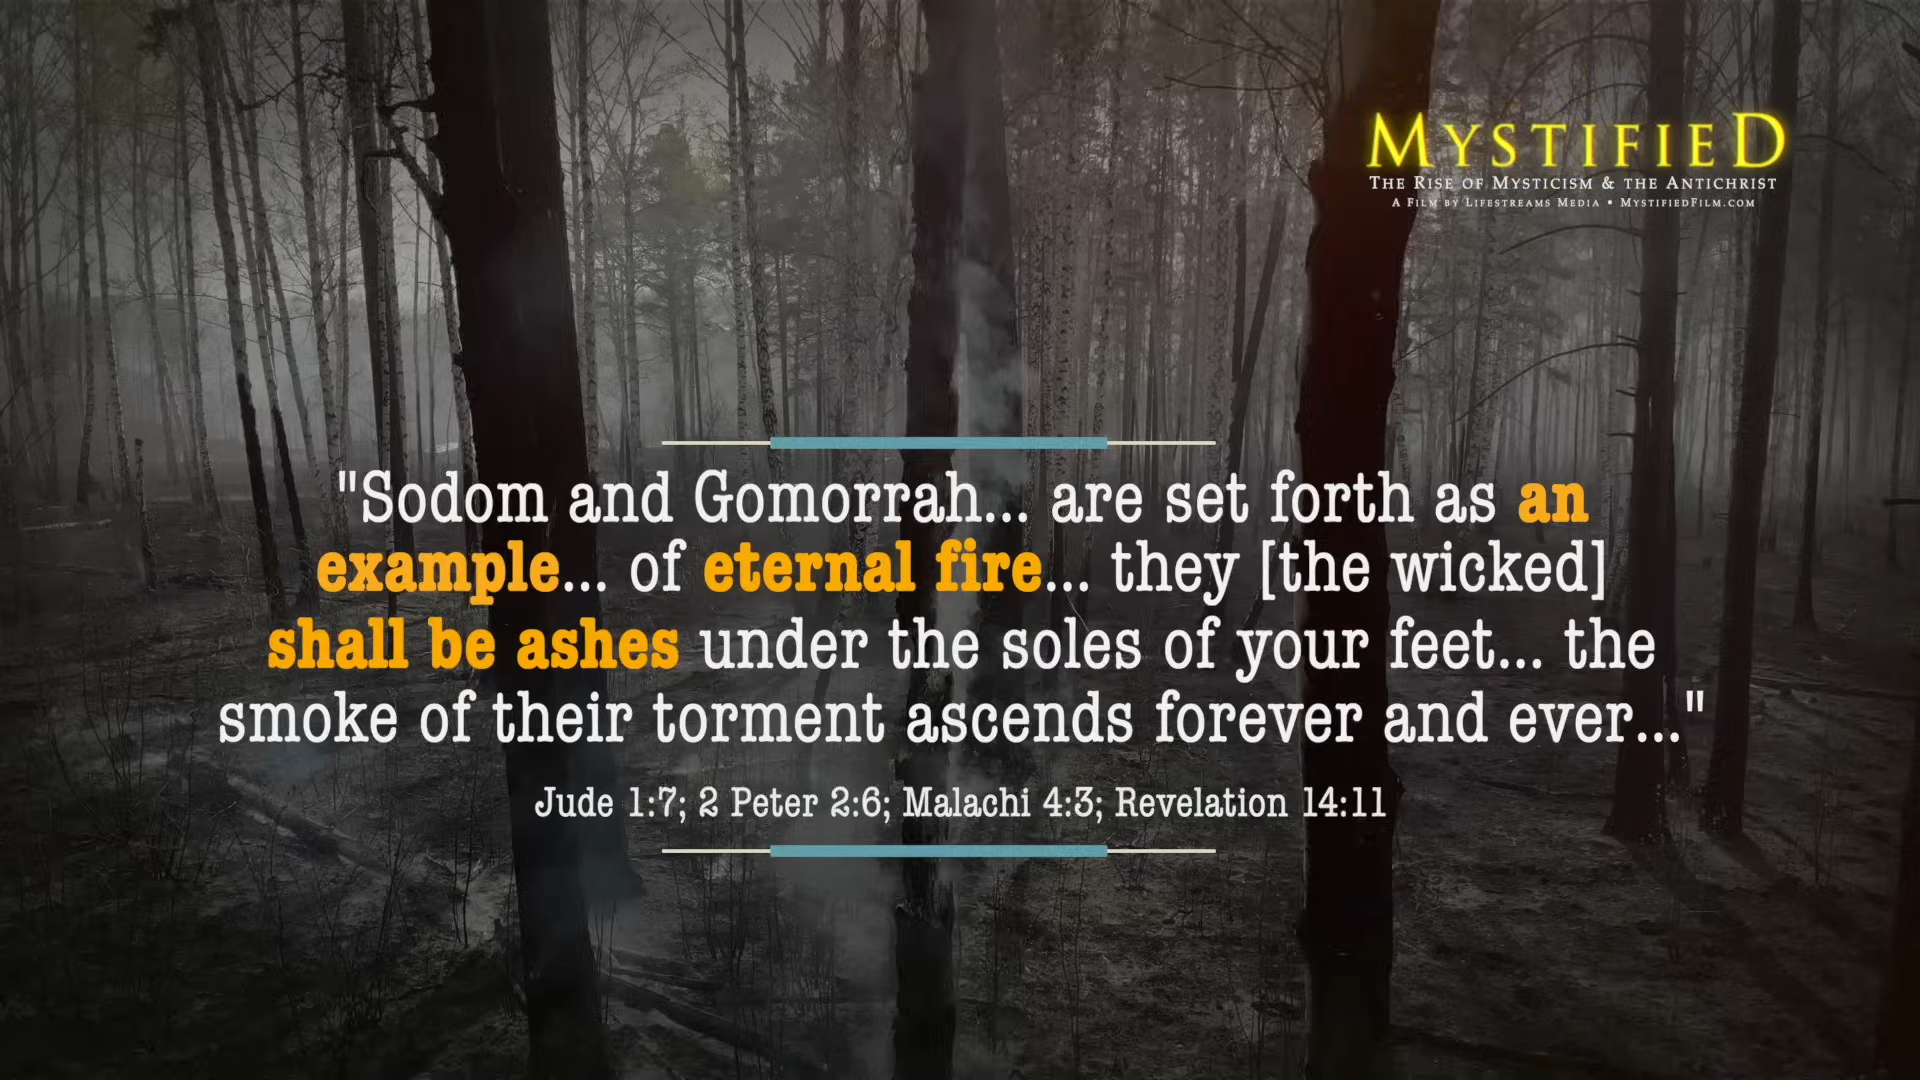 MYSTIFIED
THE RISE OF MYSTICISM & THE ANTICHRIST
A FILM BY LIFESTREAMS MEDIA • MYSTIFIEDFILM.COM
"Sodom and Gomorrah... are set forth as an
example... of eternal fire... they [the wicked]
shall be ashes under the soles of your feet... the
smoke of their torment ascends forever and ever..."
Jude 1:7; 2 Peter 2:6; Malachi 4:3; Revelation 14:11